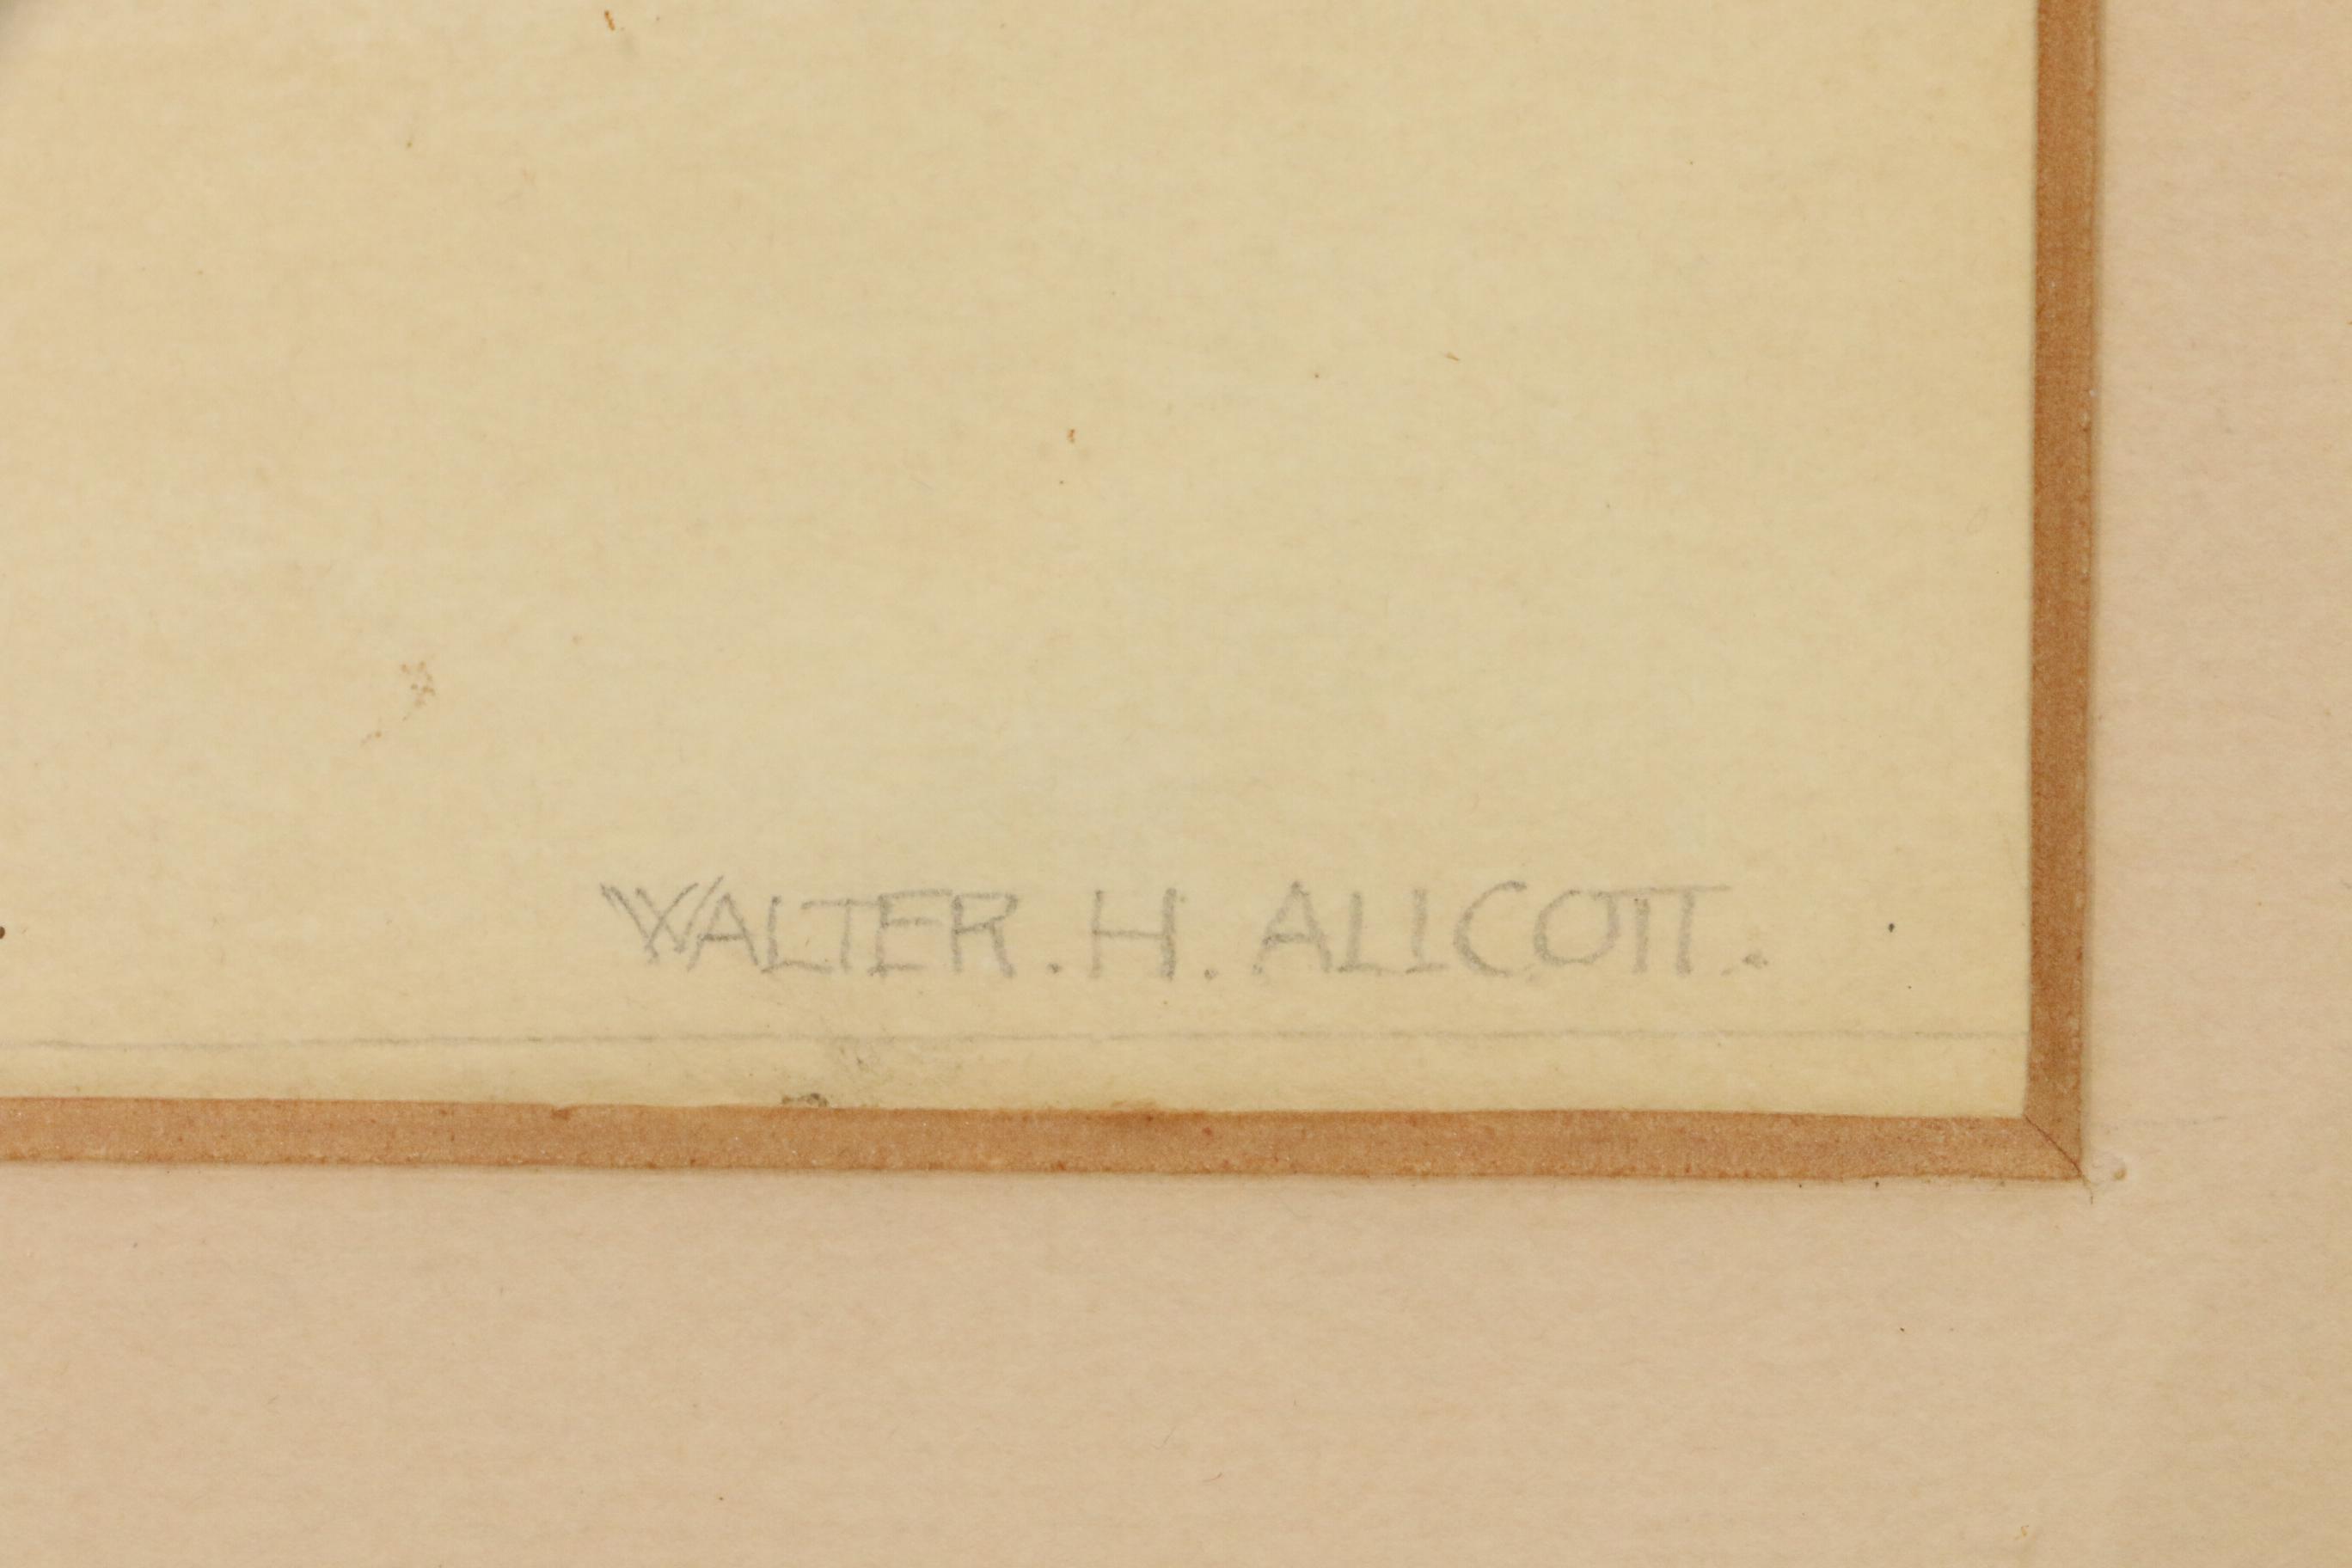 WALTER . H . ALLCOTT .